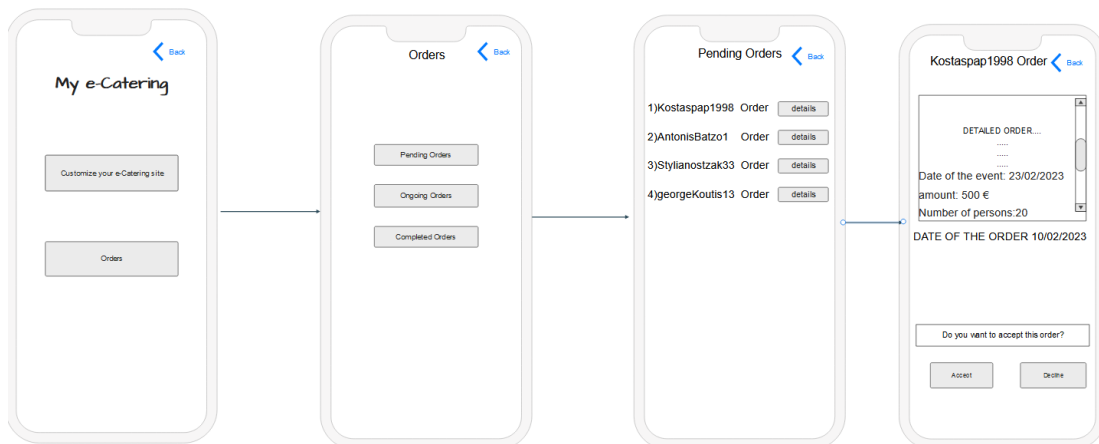 Back
My e-Catering
Customize your e-Catering site
Orders
Orders
Back
Pending Orders
Ongoing Orders
Completed Orders
Pending Orders
Back
1)Kostaspap1998 Order details
2)AntonisBatzo1 Order details
3)Stylianostzak33 Order details
4)georgeKoutis13 Order details
Kostaspap1998 Order
Back
DETAILED ORDER....
.....
.....
.....
Date of the event: 23/02/2023
amount: 500 €
Number of persons:20
DATE OF THE ORDER 10/02/2023
Do you want to accept this order?
Accept
Decline